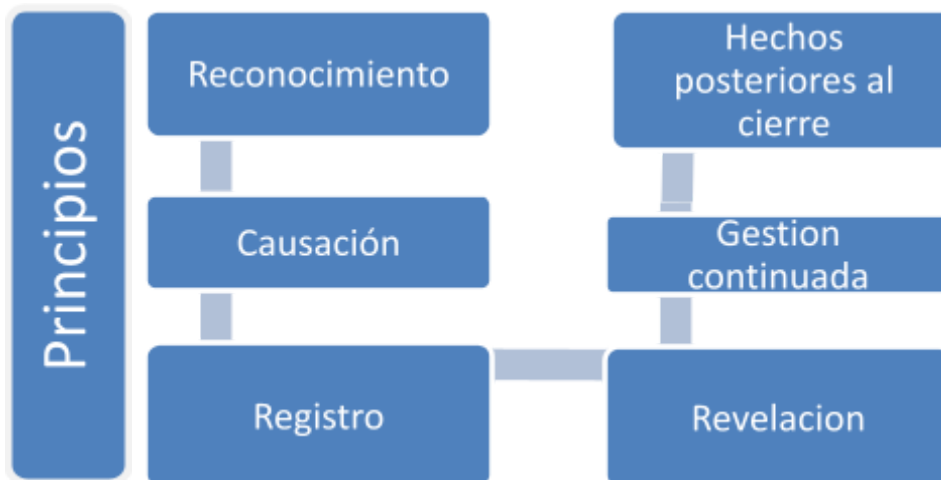 Principios
Reconocimiento
Causación
Registro
Revelacion
Gestion
continuada
Hechos
posteriores al
cierre